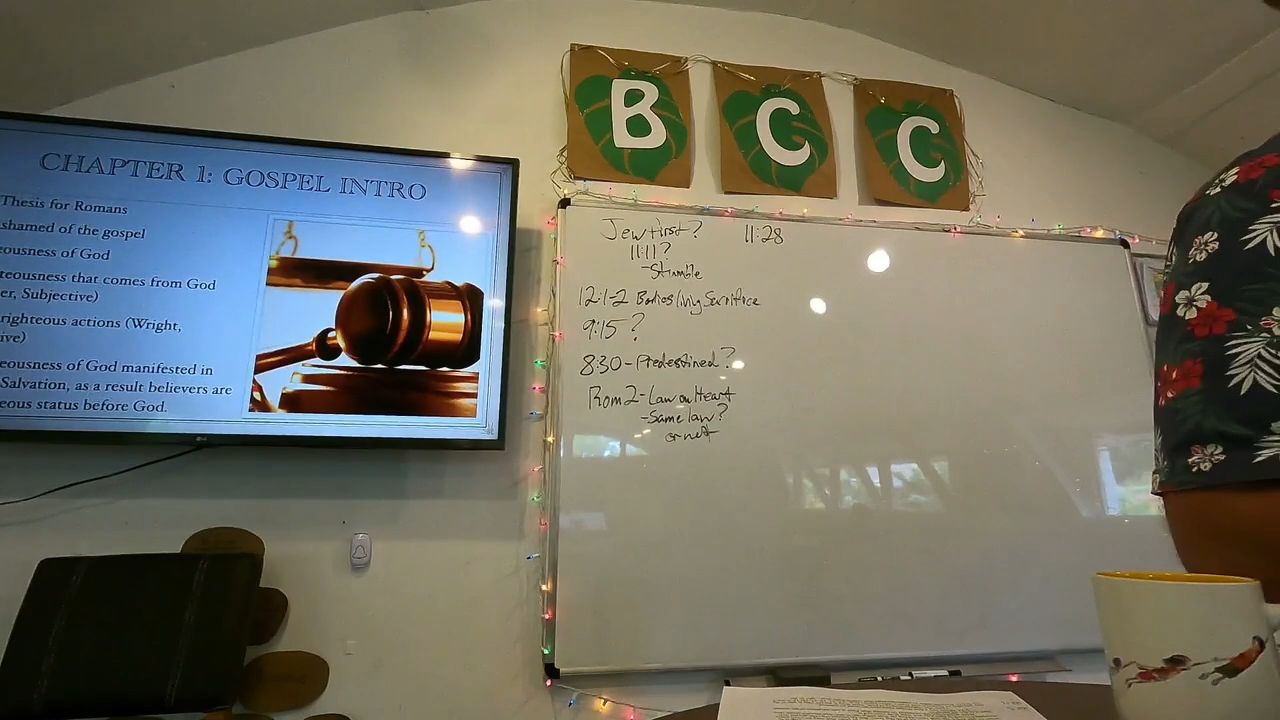 B C C
CHAPTER 1: GOSPEL INTRO
Thesis for Romans
shamed of the gospel
eousness of God
teousness that comes from God
er, Subjective)
righteous actions (Wright,
ive)
eousness of God manifested in
Salvation, as a result believers are
eous status before God.
Jew first? 11:28
11:11?
-Stumble
12:1-2 Bodies living Sacrifice
9:15?
8:30-Predestined?
Rom 2-Law on Heart
-Same law?
or not